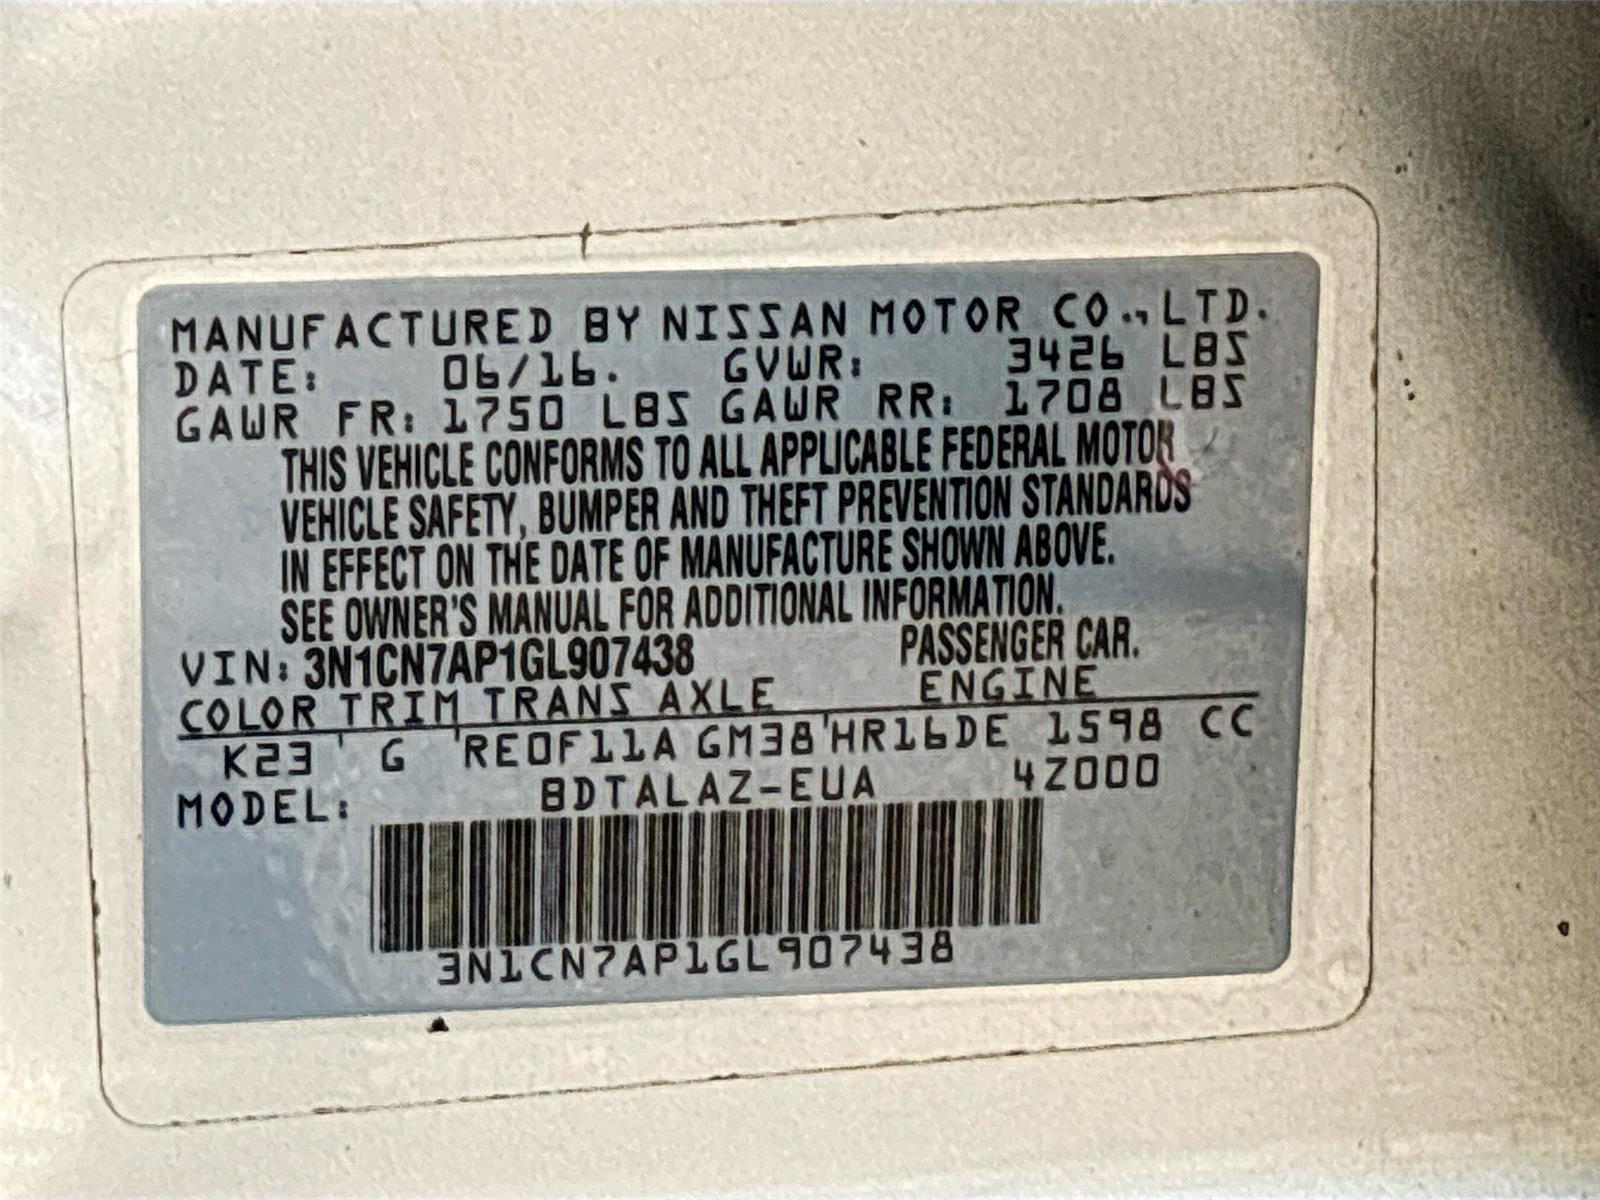 MANUFACTURED BY NISSAN MOTOR CO., LTD.
DATE: 06/16. GVWR: 3426 LBS
GAWR FR: 1750 LBS GAWR RR: 1708 LBS
THIS VEHICLE CONFORMS TO ALL APPLICABLE FEDERAL MOTOR
VEHICLE SAFETY, BUMPER AND THEFT PREVENTION STANDARDS
IN EFFECT ON THE DATE OF MANUFACTURE SHOWN ABOVE.
SEE OWNER'S MANUAL FOR ADDITIONAL INFORMATION.
VIN: 3N1CN7AP1GL907438 PASSENGER CAR.
COLOR TRIM TRANS AXLE ENGINE
K23 G RE0F11A GM38 HR16DE 1598 CC
MODEL: BDTALAZ-EUA 4Z000
3N1CN7AP1GL907438